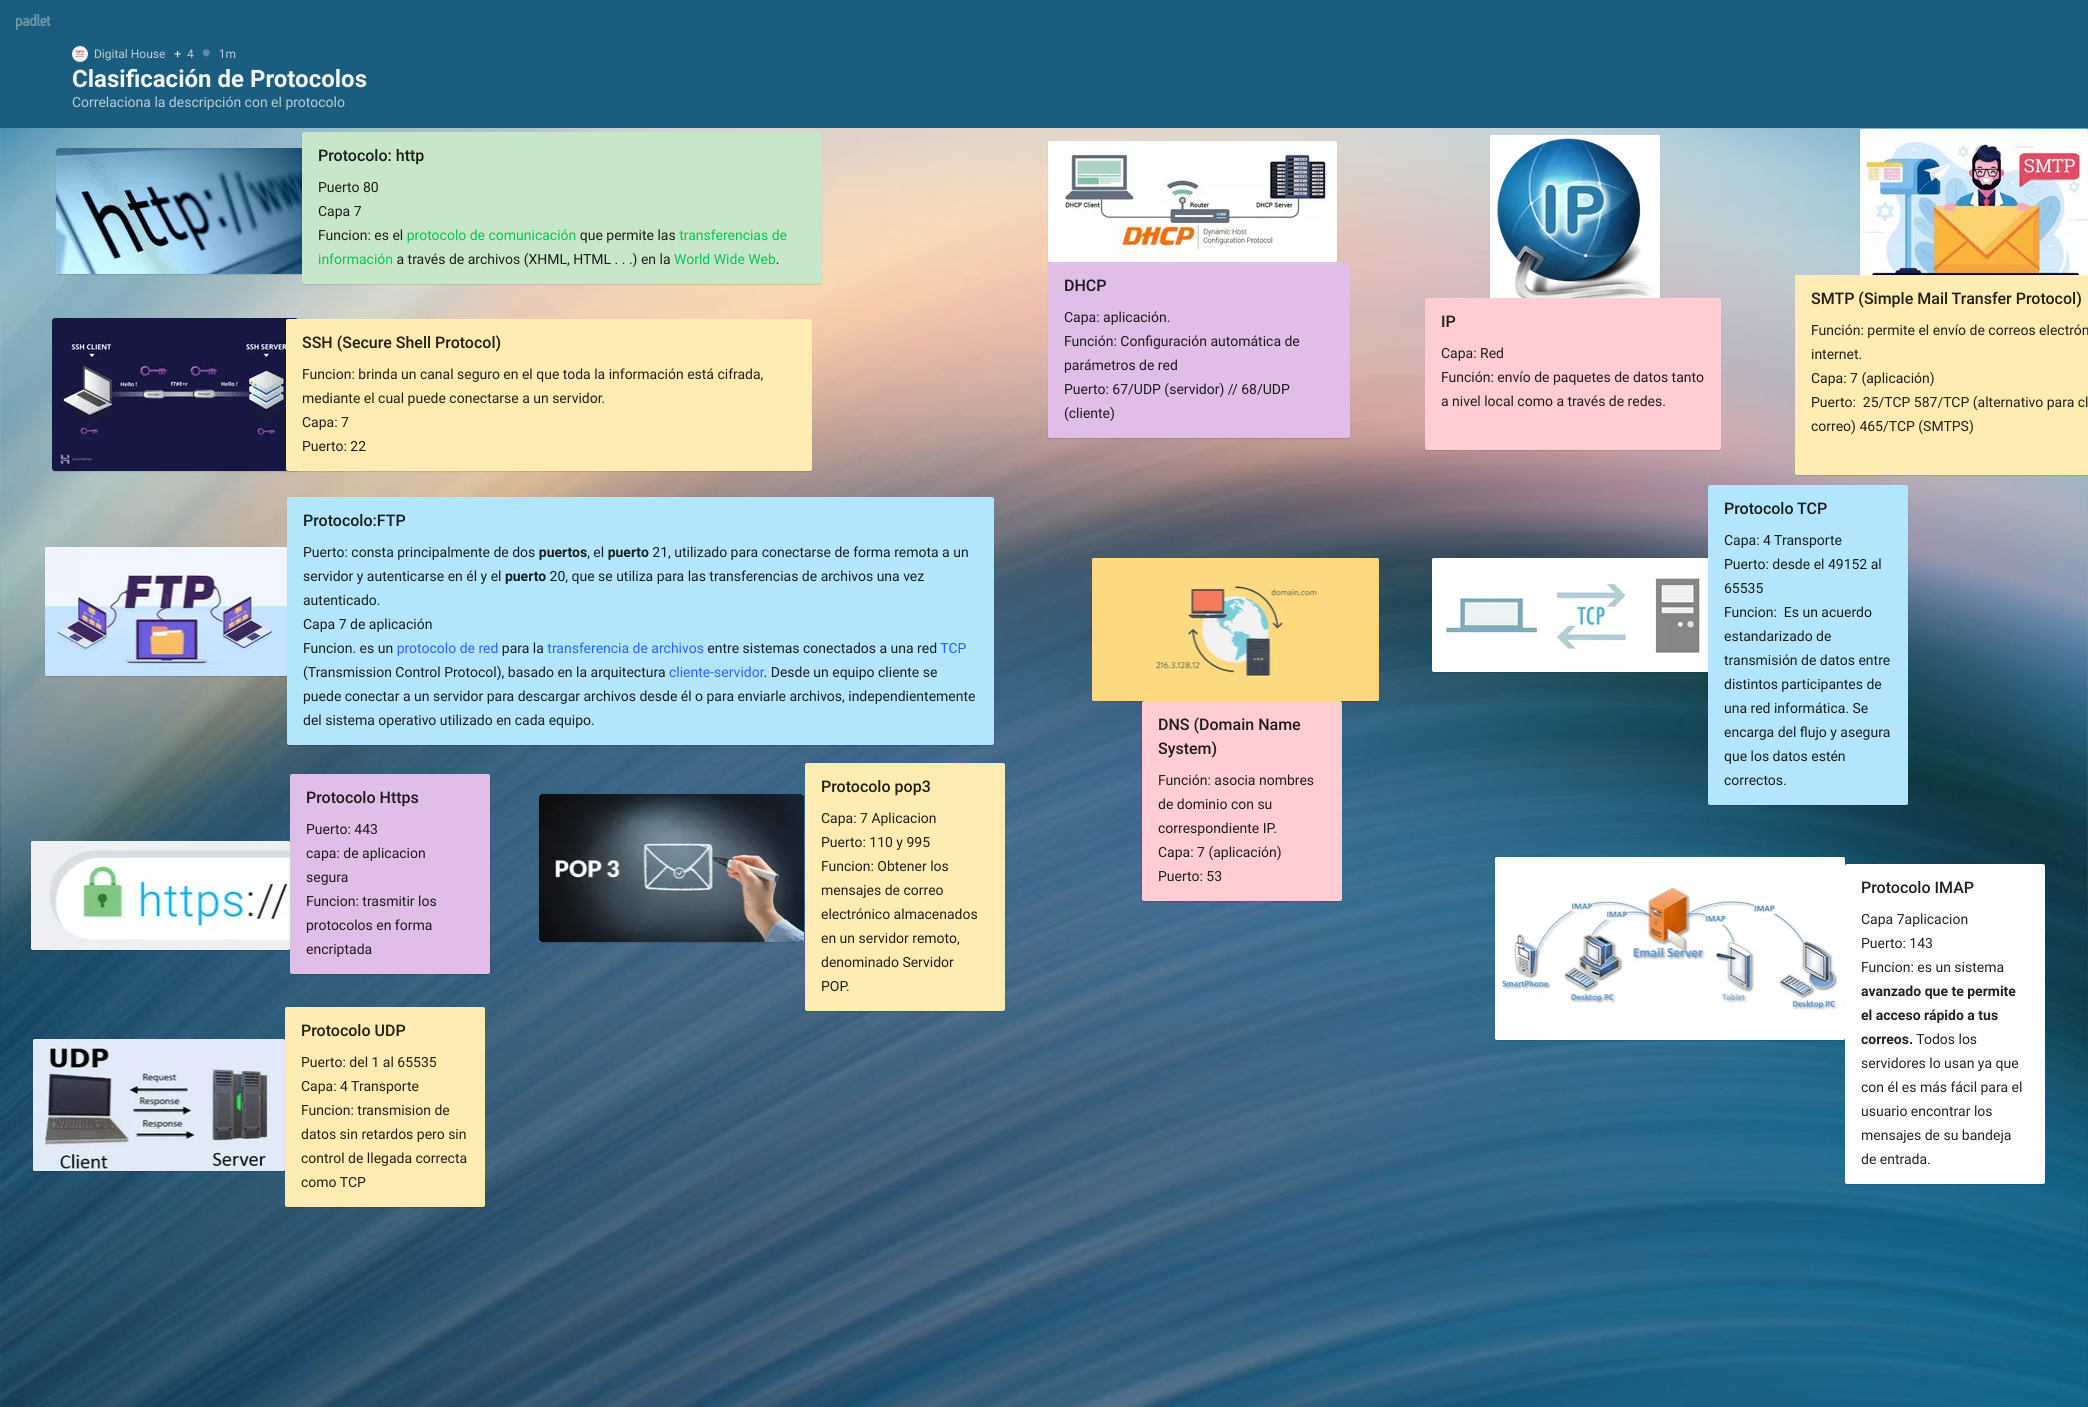 padlet
Digital House + 4 1m
Clasificación de Protocolos
Correlaciona la descripción con el protocolo
http://www
Protocolo: http
Puerto 80
Capa 7
Funcion: es el protocolo de comunicación que permite las transferencias de
información a través de archivos (XHML, HTML . . .) en la World Wide Web.
SSH CLIENT
SSH SERVER
Hello !
f7#E+r
Hello !
SSH (Secure Shell Protocol)
Funcion: brinda un canal seguro en el que toda la información está cifrada,
mediante el cual puede conectarse a un servidor.
Capa: 7
Puerto: 22
FTP
Protocolo:FTP
Puerto: consta principalmente de dos puertos, el puerto 21, utilizado para conectarse de forma remota a un
servidor y autenticarse en él y el puerto 20, que se utiliza para las transferencias de archivos una vez
autenticado.
Capa 7 de aplicación
Funcion. es un protocolo de red para la transferencia de archivos entre sistemas conectados a una red TCP
(Transmission Control Protocol), basado en la arquitectura cliente-servidor. Desde un equipo cliente se
puede conectar a un servidor para descargar archivos desde él o para enviarle archivos, independientemente
del sistema operativo utilizado en cada equipo.
https://
Protocolo Https
Puerto: 443
capa: de aplicacion
segura
Funcion: trasmitir los
protocolos en forma
encriptada
POP 3
Protocolo pop3
Capa: 7 Aplicacion
Puerto: 110 y 995
Funcion: Obtener los
mensajes de correo
electrónico almacenados
en un servidor remoto,
denominado Servidor
POP.
UDP
Request
Response
Response
Client
Server
Protocolo UDP
Puerto: del 1 al 65535
Capa: 4 Transporte
Funcion: transmision de
datos sin retardos pero sin
control de llegada correcta
como TCP
DHCP Client
Router
DHCP Server
DHCP
Dynamic Host
Configuration Protocol
DHCP
Capa: aplicación.
Función: Configuración automática de
parámetros de red
Puerto: 67/UDP (servidor) // 68/UDP
(cliente)
IP
IP
Capa: Red
Función: envío de paquetes de datos tanto
a nivel local como a través de redes.
SMTP
SMTP (Simple Mail Transfer Protocol)
Función: permite el envío de correos electrón
internet.
Capa: 7 (aplicación)
Puerto: 25/TCP 587/TCP (alternativo para cl
correo) 465/TCP (SMTPS)
domain.com
216.3.128.12
DNS (Domain Name
System)
Función: asocia nombres
de dominio con su
correspondiente IP.
Capa: 7 (aplicación)
Puerto: 53
TCP
Protocolo TCP
Capa: 4 Transporte
Puerto: desde el 49152 al
65535
Funcion: Es un acuerdo
estandarizado de
transmisión de datos entre
distintos participantes de
una red informática. Se
encarga del flujo y asegura
que los datos estén
correctos.
IMAP
IMAP
IMAP
IMAP
Email Server
SmartPhone
Desktop PC
Tablet
Desktop PC
Protocolo IMAP
Capa 7aplicacion
Puerto: 143
Funcion: es un sistema
avanzado que te permite
el acceso rápido a tus
correos. Todos los
servidores lo usan ya que
con él es más fácil para el
usuario encontrar los
mensajes de su bandeja
de entrada.